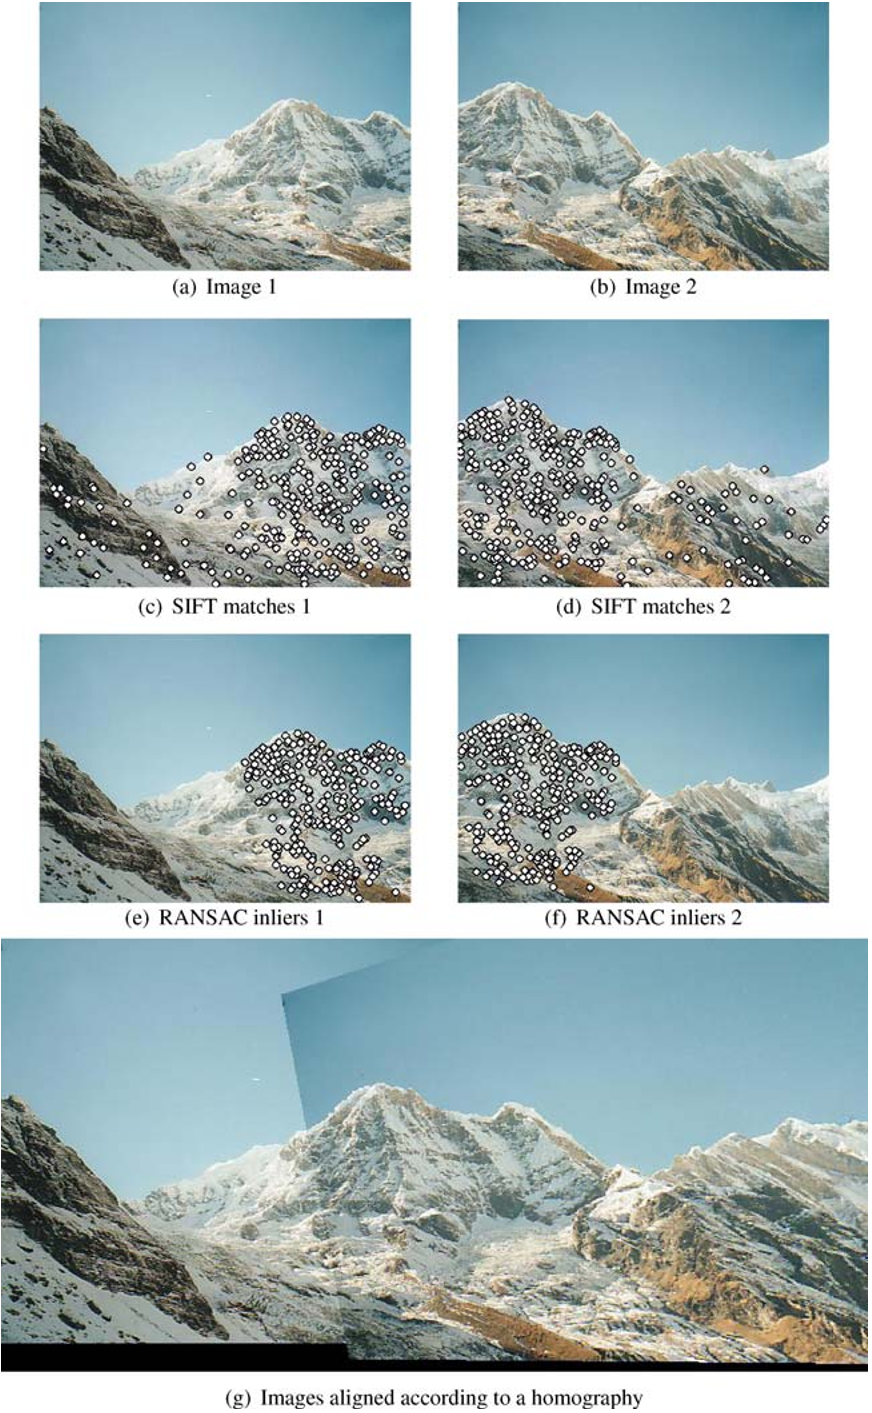 (a) Image 1
(b) Image 2
(c) SIFT matches 1
(d) SIFT matches 2
(e) RANSAC inliers 1
(f) RANSAC inliers 2
(g) Images aligned according to a homography